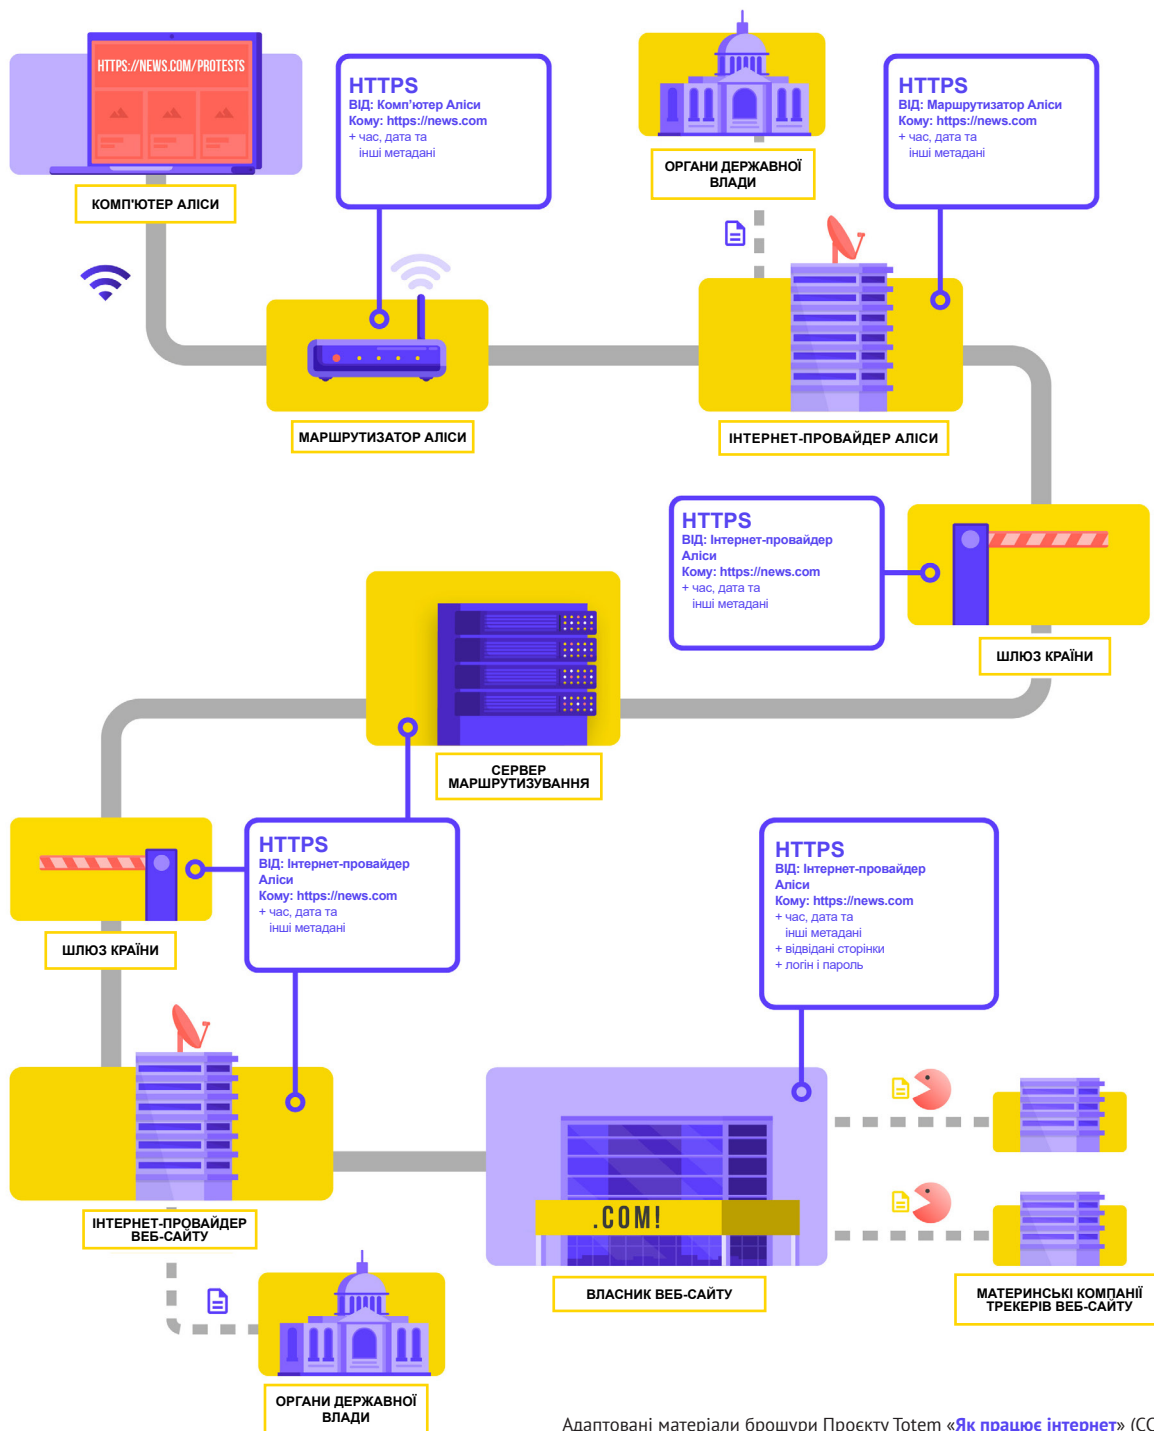 HTTPS://NEWS.COM/PROTESTS
КОМП'ЮТЕР АЛІСИ
HTTPS
ВІД: Комп'ютер Аліси
Кому: https://news.com
+ час, дата та
інші метадані
ОРГАНИ ДЕРЖАВНОЇ
ВЛАДИ
HTTPS
ВІД: Маршрутизатор Аліси
Кому: https://news.com
+ час, дата та
інші метадані
МАРШРУТИЗАТОР АЛІСИ
ІНТЕРНЕТ-ПРОВАЙДЕР АЛІСИ
HTTPS
ВІД: Інтернет-провайдер
Аліси
Кому: https://news.com
+ час, дата та
інші метадані
ШЛЮЗ КРАЇНИ
СЕРВЕР
МАРШРУТИЗУВАННЯ
HTTPS
ВІД: Інтернет-провайдер
Аліси
Кому: https://news.com
+ час, дата та
інші метадані
ШЛЮЗ КРАЇНИ
HTTPS
ВІД: Інтернет-провайдер
Аліси
Кому: https://news.com
+ час, дата та
інші метадані
+ відвідані сторінки
+ логін і пароль
ІНТЕРНЕТ-ПРОВАЙДЕР
ВЕБ-САЙТУ
.COM!
ВЛАСНИК ВЕБ-САЙТУ
МАТЕРИНСЬКІ КОМПАНІЇ
ТРЕКЕРІВ ВЕБ-САЙТУ
ОРГАНИ ДЕРЖАВНОЇ
ВЛАДИ
Адаптовані матеріали брошури Проєкту Totem «Як працює інтернет» (CC